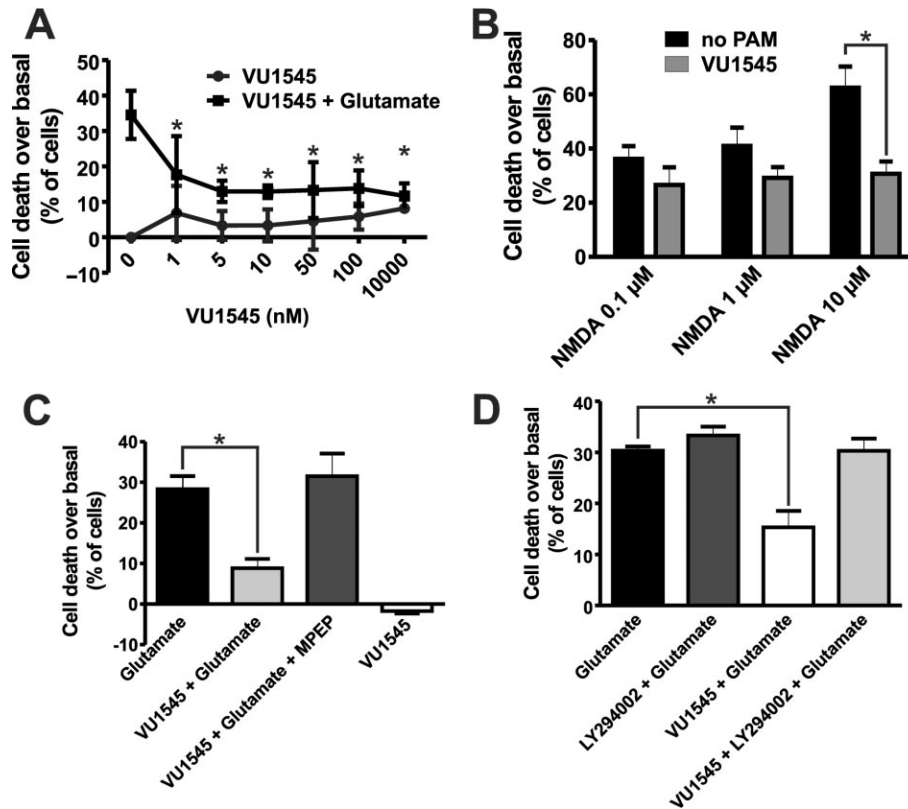 A
Cell death over basal
(% of cells)
50
40
30
20
10
0
–10
VU1545
VU1545 + Glutamate
*
*
*
*
*
*
0
1
5
10
50
100
10000
VU1545 (nM)
B
Cell death over basal
(% of cells)
80
60
40
20
0
no PAM
VU1545
*
NMDA 0.1 µM
NMDA 1 µM
NMDA 10 µM
C
Cell death over basal
(% of cells)
40
30
20
10
0
-10
*
Glutamate
VU1545 + Glutamate
VU1545 + Glutamate + MPEP
VU1545
D
Cell death over basal
(% of cells)
40
30
20
10
0
*
Glutamate
LY294002 + Glutamate
VU1545 + Glutamate
VU1545 + LY294002 + Glutamate